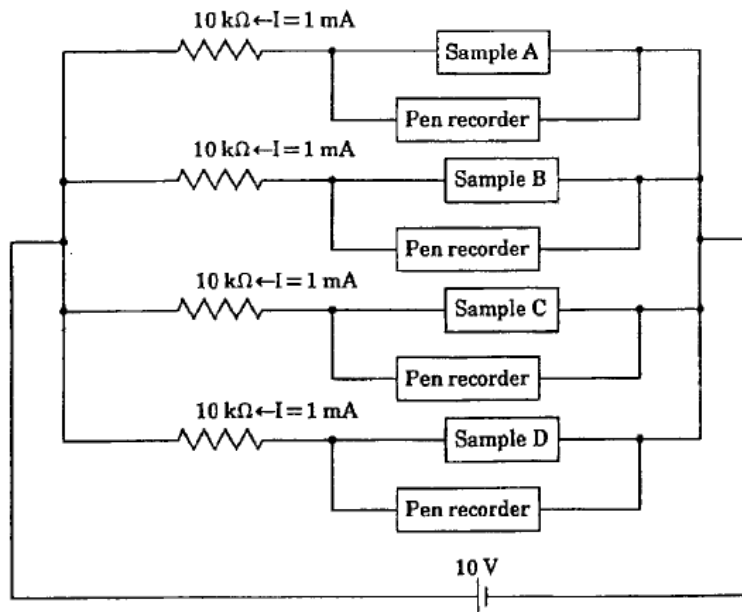 10 kΩ←I = 1 mA
Sample A
Pen recorder
10 kΩ←I = 1 mA
Sample B
Pen recorder
10 kΩ←I = 1 mA
Sample C
Pen recorder
10 kΩ←I = 1 mA
Sample D
Pen recorder
10 V